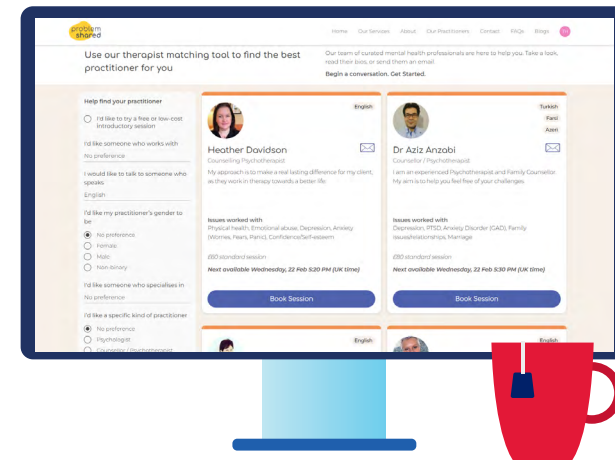 problem
shared
Home Our Services About Our Practitioners Contact FAQs Blogs
Use our therapist matching tool to find the best
practitioner for you
Our team of curated mental health professionals are here to help you. Take a look,
read their bios, or send them an email
Begin a conversation. Get Started.
Help find your practitioner
I'd like to try a free or low-cost
introductory session
I'd like someone who works with
No preference
I would like to talk to someone who
speaks
English
I'd like my practitioner's gender to
be
No preference
Female
Male
Non-binary
I'd like someone who specialises in
No preference
I'd like a specific kind of practitioner
No preference
Psychologist
Counsellor / Psychotherapist
English
Heather Davidson
Counselling Psychotherapist
My approach is to make a real lasting difference for my client,
as they work in therapy towards a better life
Issues worked with
Physical health, Emotional abuse, Depression, Anxiety
(Worries, Fears, Panic), Confidence/Self-esteem
£80 standard session
Next available Wednesday, 22 Feb 5:20 PM (UK time)
Book Session
Turkish
Farsi
Azeri
Dr Aziz Anzabi
Counsellor / Psychotherapist
I am an experienced Psychotherapist and Family Counsellor.
My aim is to help you feel free of your challenges.
Issues worked with
Depression, PTSD, Anxiety Disorder (GAD), Family
issues/relationships, Marriage
£80 standard session
Next available Wednesday, 22 Feb 5:30 PM (UK time)
Book Session
English
English